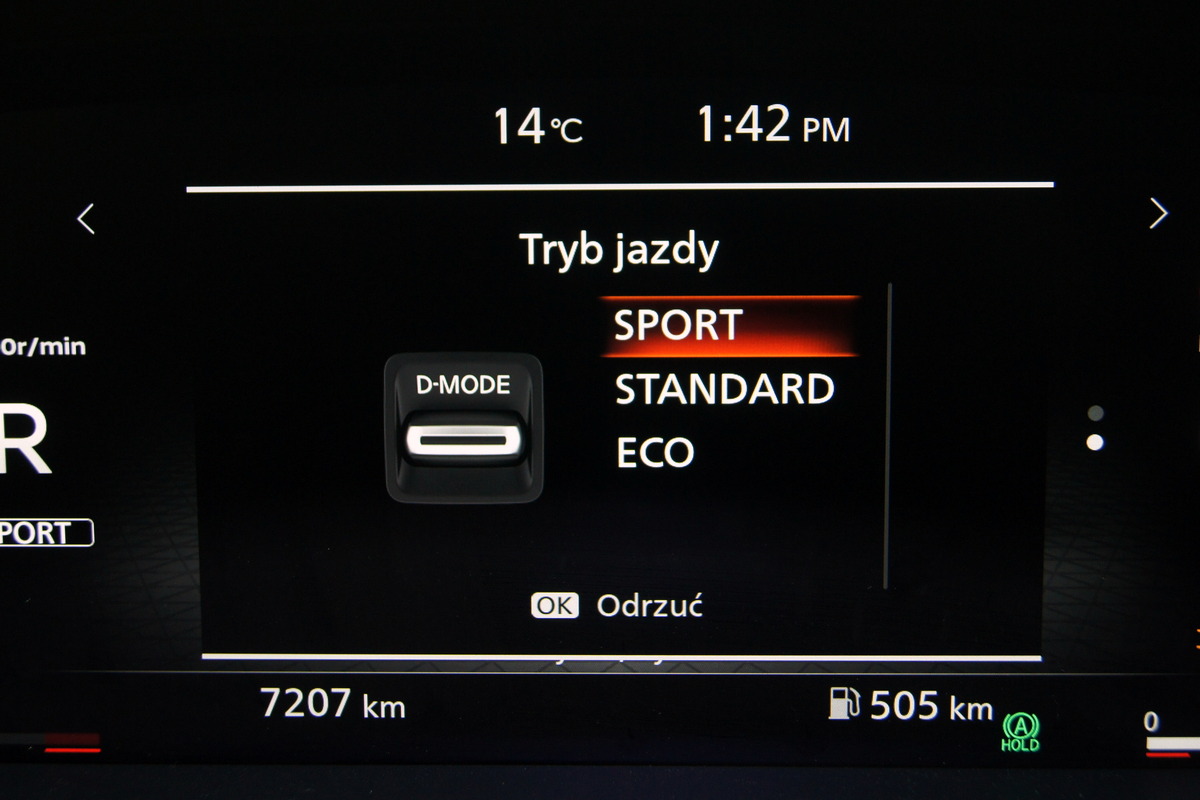 14°C 1:42 PM
Tryb jazdy
SPORT
0r/min
D-MODE
STANDARD
R
ECO
PORT
OK Odrzuć
7207 km
505 km
0
A
HOLD